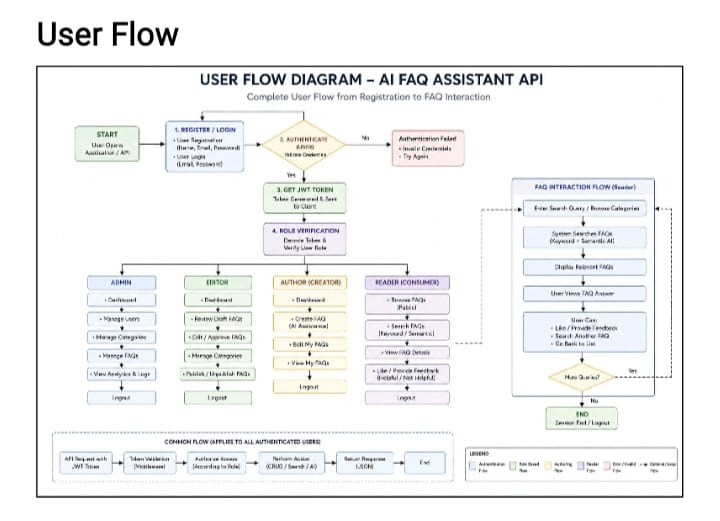 User Flow
USER FLOW DIAGRAM – AI FAQ ASSISTANT API
Complete User Flow from Registration to FAQ Interaction
START
User Opens
Application / API
1. REGISTER / LOGIN
• User Registration
(Name, Email, Password)
• User Login
(Email, Password)
2. AUTHENTICATE
Validate Credentials
No
Authentication Failed
• Invalid Credentials
• Try Again
Yes
3. GET JWT TOKEN
Token Generated & Sent
to Client
4. ROLE VERIFICATION
Decode Token &
Verify User Role
ADMIN
• Dashboard
• Manage Users
• Manage Categories
• Manage FAQs
• View Analytics & Logs
Logout
EDITOR
• Dashboard
• Review Draft FAQs
• Edit / Approve FAQs
• Manage Categories
• Publish / Unpublish FAQs
Logout
AUTHOR (CREATOR)
• Dashboard
• Create FAQ
(AI Assistance)
• Edit My FAQs
• View My FAQs
Logout
READER (CONSUMER)
• Browse FAQs
(Public)
• Search FAQs
(Keyword / Semantic)
• View FAQ Details
• Like / Provide Feedback
(Helpful / Not Helpful)
Logout
FAQ INTERACTION FLOW (Reader)
Enter Search Query / Browse Categories
System Searches FAQs
(Keyword + Semantic AI)
Display Relevant FAQs
User Views FAQ Answer
User Can:
• Like / Provide Feedback
• Search Another FAQ
• Go Back to List
More Queries?
Yes
No
END
Session End / Logout
COMMON FLOW (APPLIES TO ALL AUTHENTICATED USERS)
API Request with
JWT Token
Token Validation
(Middleware)
Authorize Access
(According to Role)
Perform Action
(CRUD / Search / AI)
Return Response
(JSON)
End
LEGEND
Authentication
Flow
Role Based
Flow
Authoring
Flow
Reader
Flow
Flow